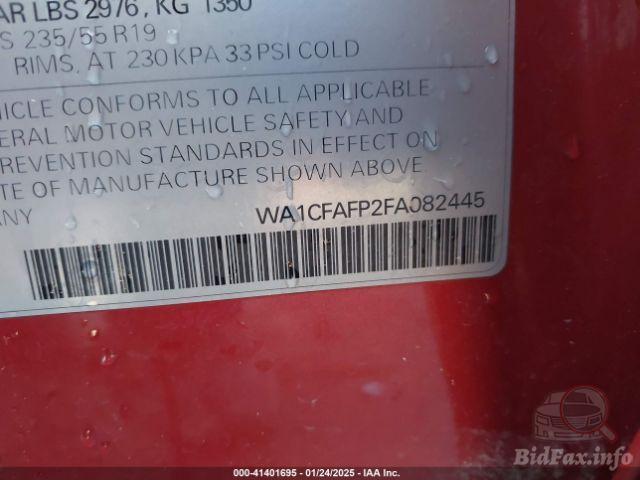 AR LBS 2976, KG 1350
S 235/55 R19
RIMS, AT 230 KPA 33 PSI COLD
HICLE CONFORMS TO ALL APPLICABLE
ERAL MOTOR VEHICLE SAFETY AND
REVENTION STANDARDS IN EFFECT ON
TE OF MANUFACTURE SHOWN ABOVE
ANY
WA1CFAFP2FA082445
000-41401695 - 01/24/2025 - IAA Inc.
BidFax.info